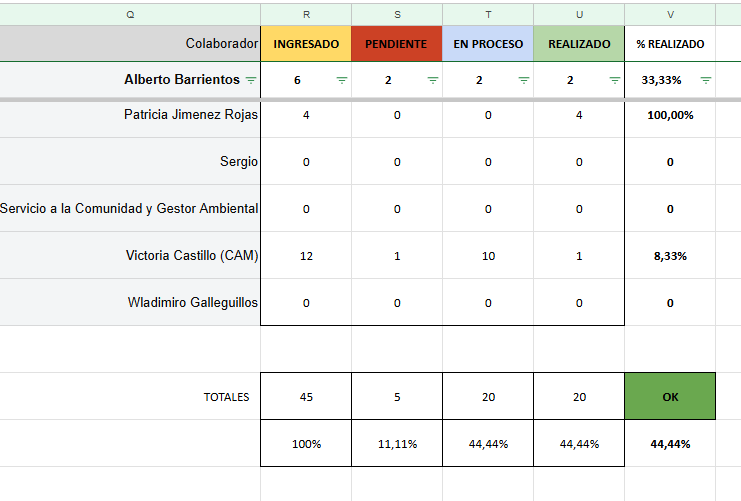 Q R S T U V
Colaborador INGRESADO PENDIENTE EN PROCESO REALIZADO % REALIZADO
Alberto Barrientos 6 2 2 2 33,33%
Patricia Jimenez Rojas 4 0 0 4 100,00%
Sergio 0 0 0 0 0
Servicio a la Comunidad y Gestor Ambiental 0 0 0 0 0
Victoria Castillo (CAM) 12 1 10 1 8,33%
Wladimiro Galleguillos 0 0 0 0 0
TOTALES 45 5 20 20 OK
100% 11,11% 44,44% 44,44% 44,44%